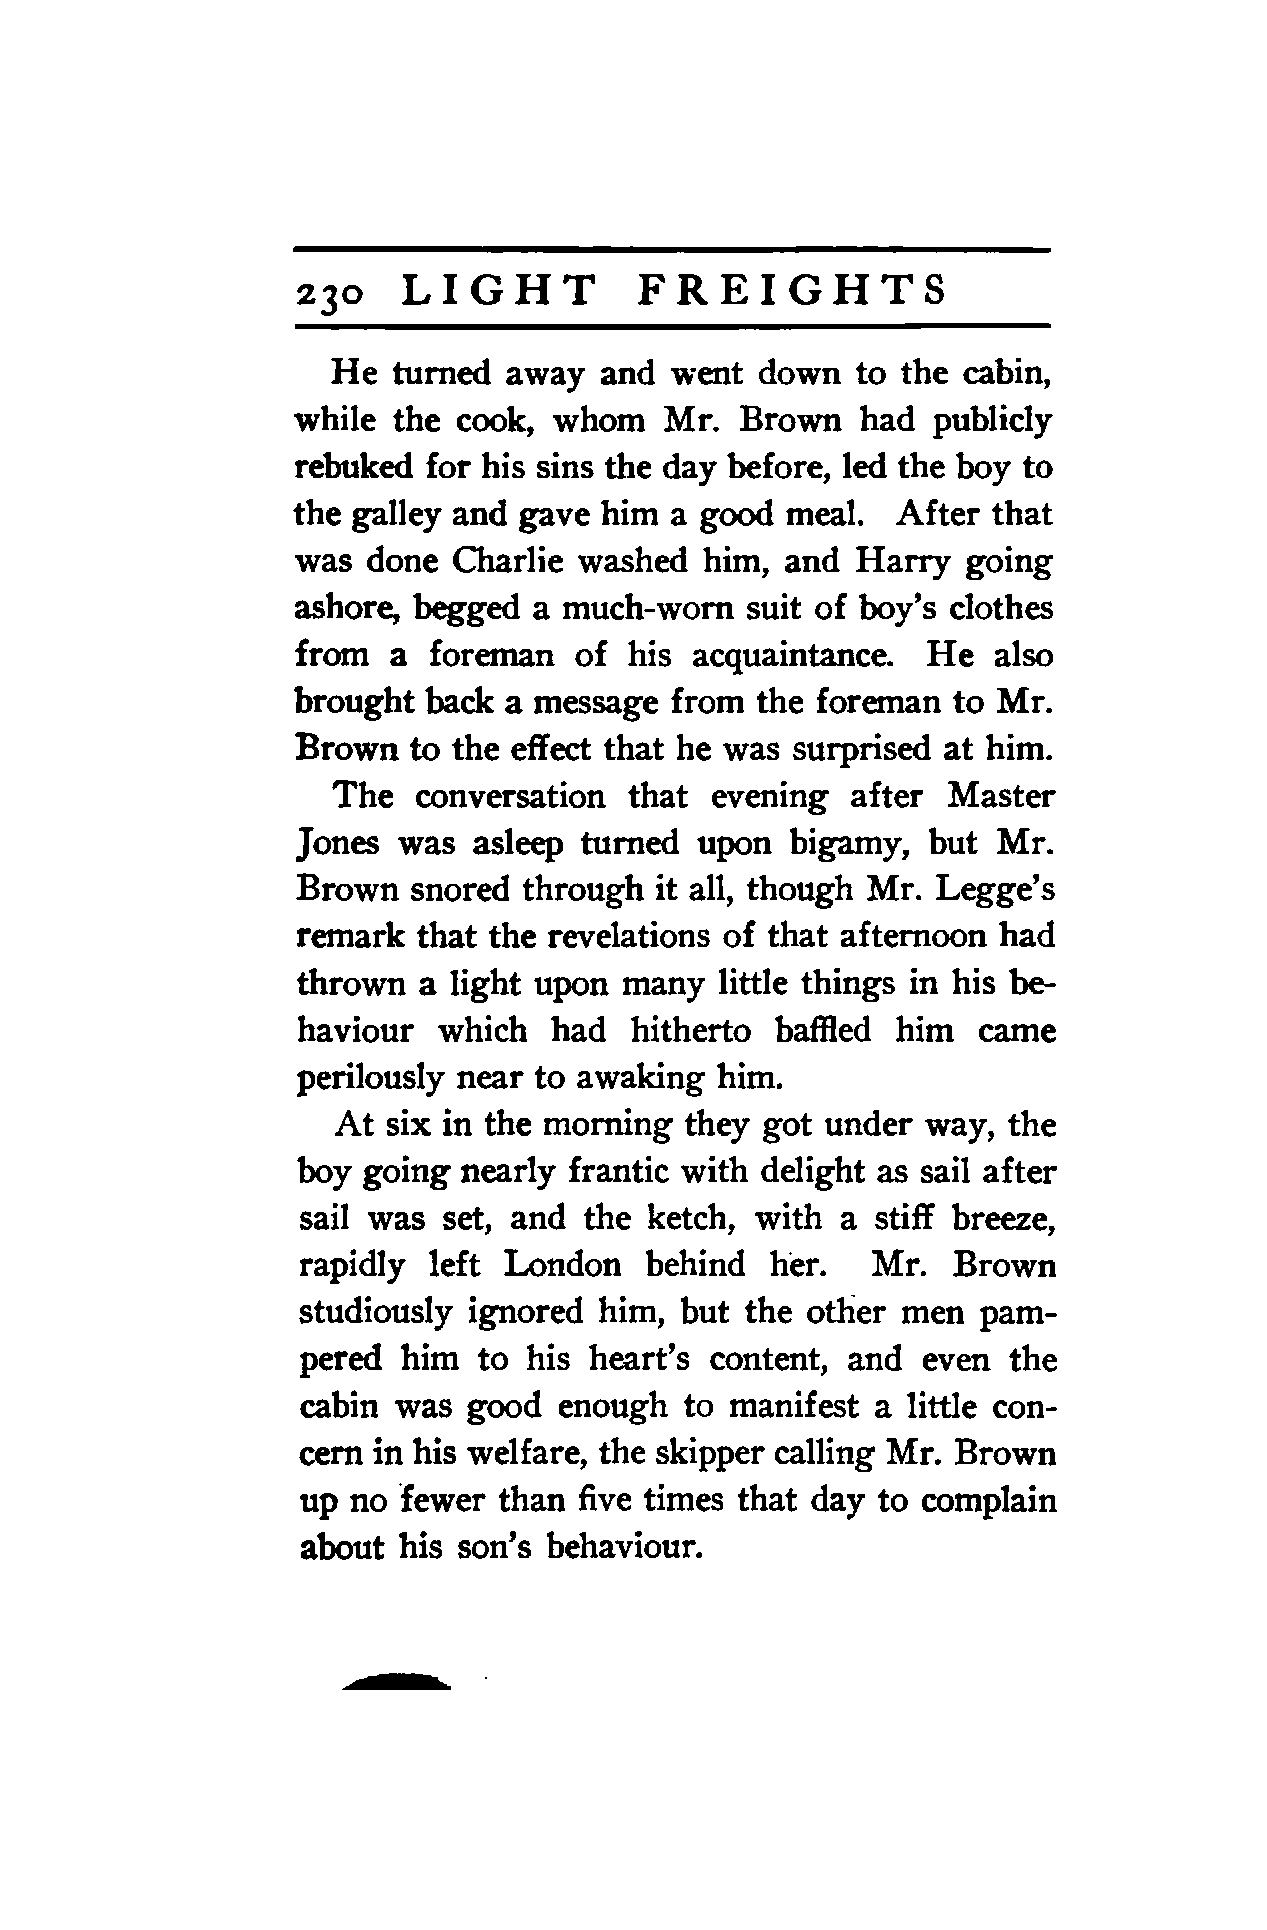 230 LIGHT FREIGHTS
He turned away and went down to the cabin,
while the cook, whom Mr. Brown had publicly
rebuked for his sins the day before, led the boy to
the galley and gave him a good meal. After that
was done Charlie washed him, and Harry going
ashore, begged a much-worn suit of boy's clothes
from a foreman of his acquaintance. He also
brought back a message from the foreman to Mr.
Brown to the effect that he was surprised at him.
The conversation that evening after Master
Jones was asleep turned upon bigamy, but Mr.
Brown snored through it all, though Mr. Legge's
remark that the revelations of that afternoon had
thrown a light upon many little things in his be-
haviour which had hitherto baffled him came
perilously near to awaking him.
At six in the morning they got under way, the
boy going nearly frantic with delight as sail after
sail was set, and the ketch, with a stiff breeze,
rapidly left London behind her. Mr. Brown
studiously ignored him, but the other men pam-
pered him to his heart's content, and even the
cabin was good enough to manifest a little con-
cern in his welfare, the skipper calling Mr. Brown
up no fewer than five times that day to complain
about his son's behaviour.